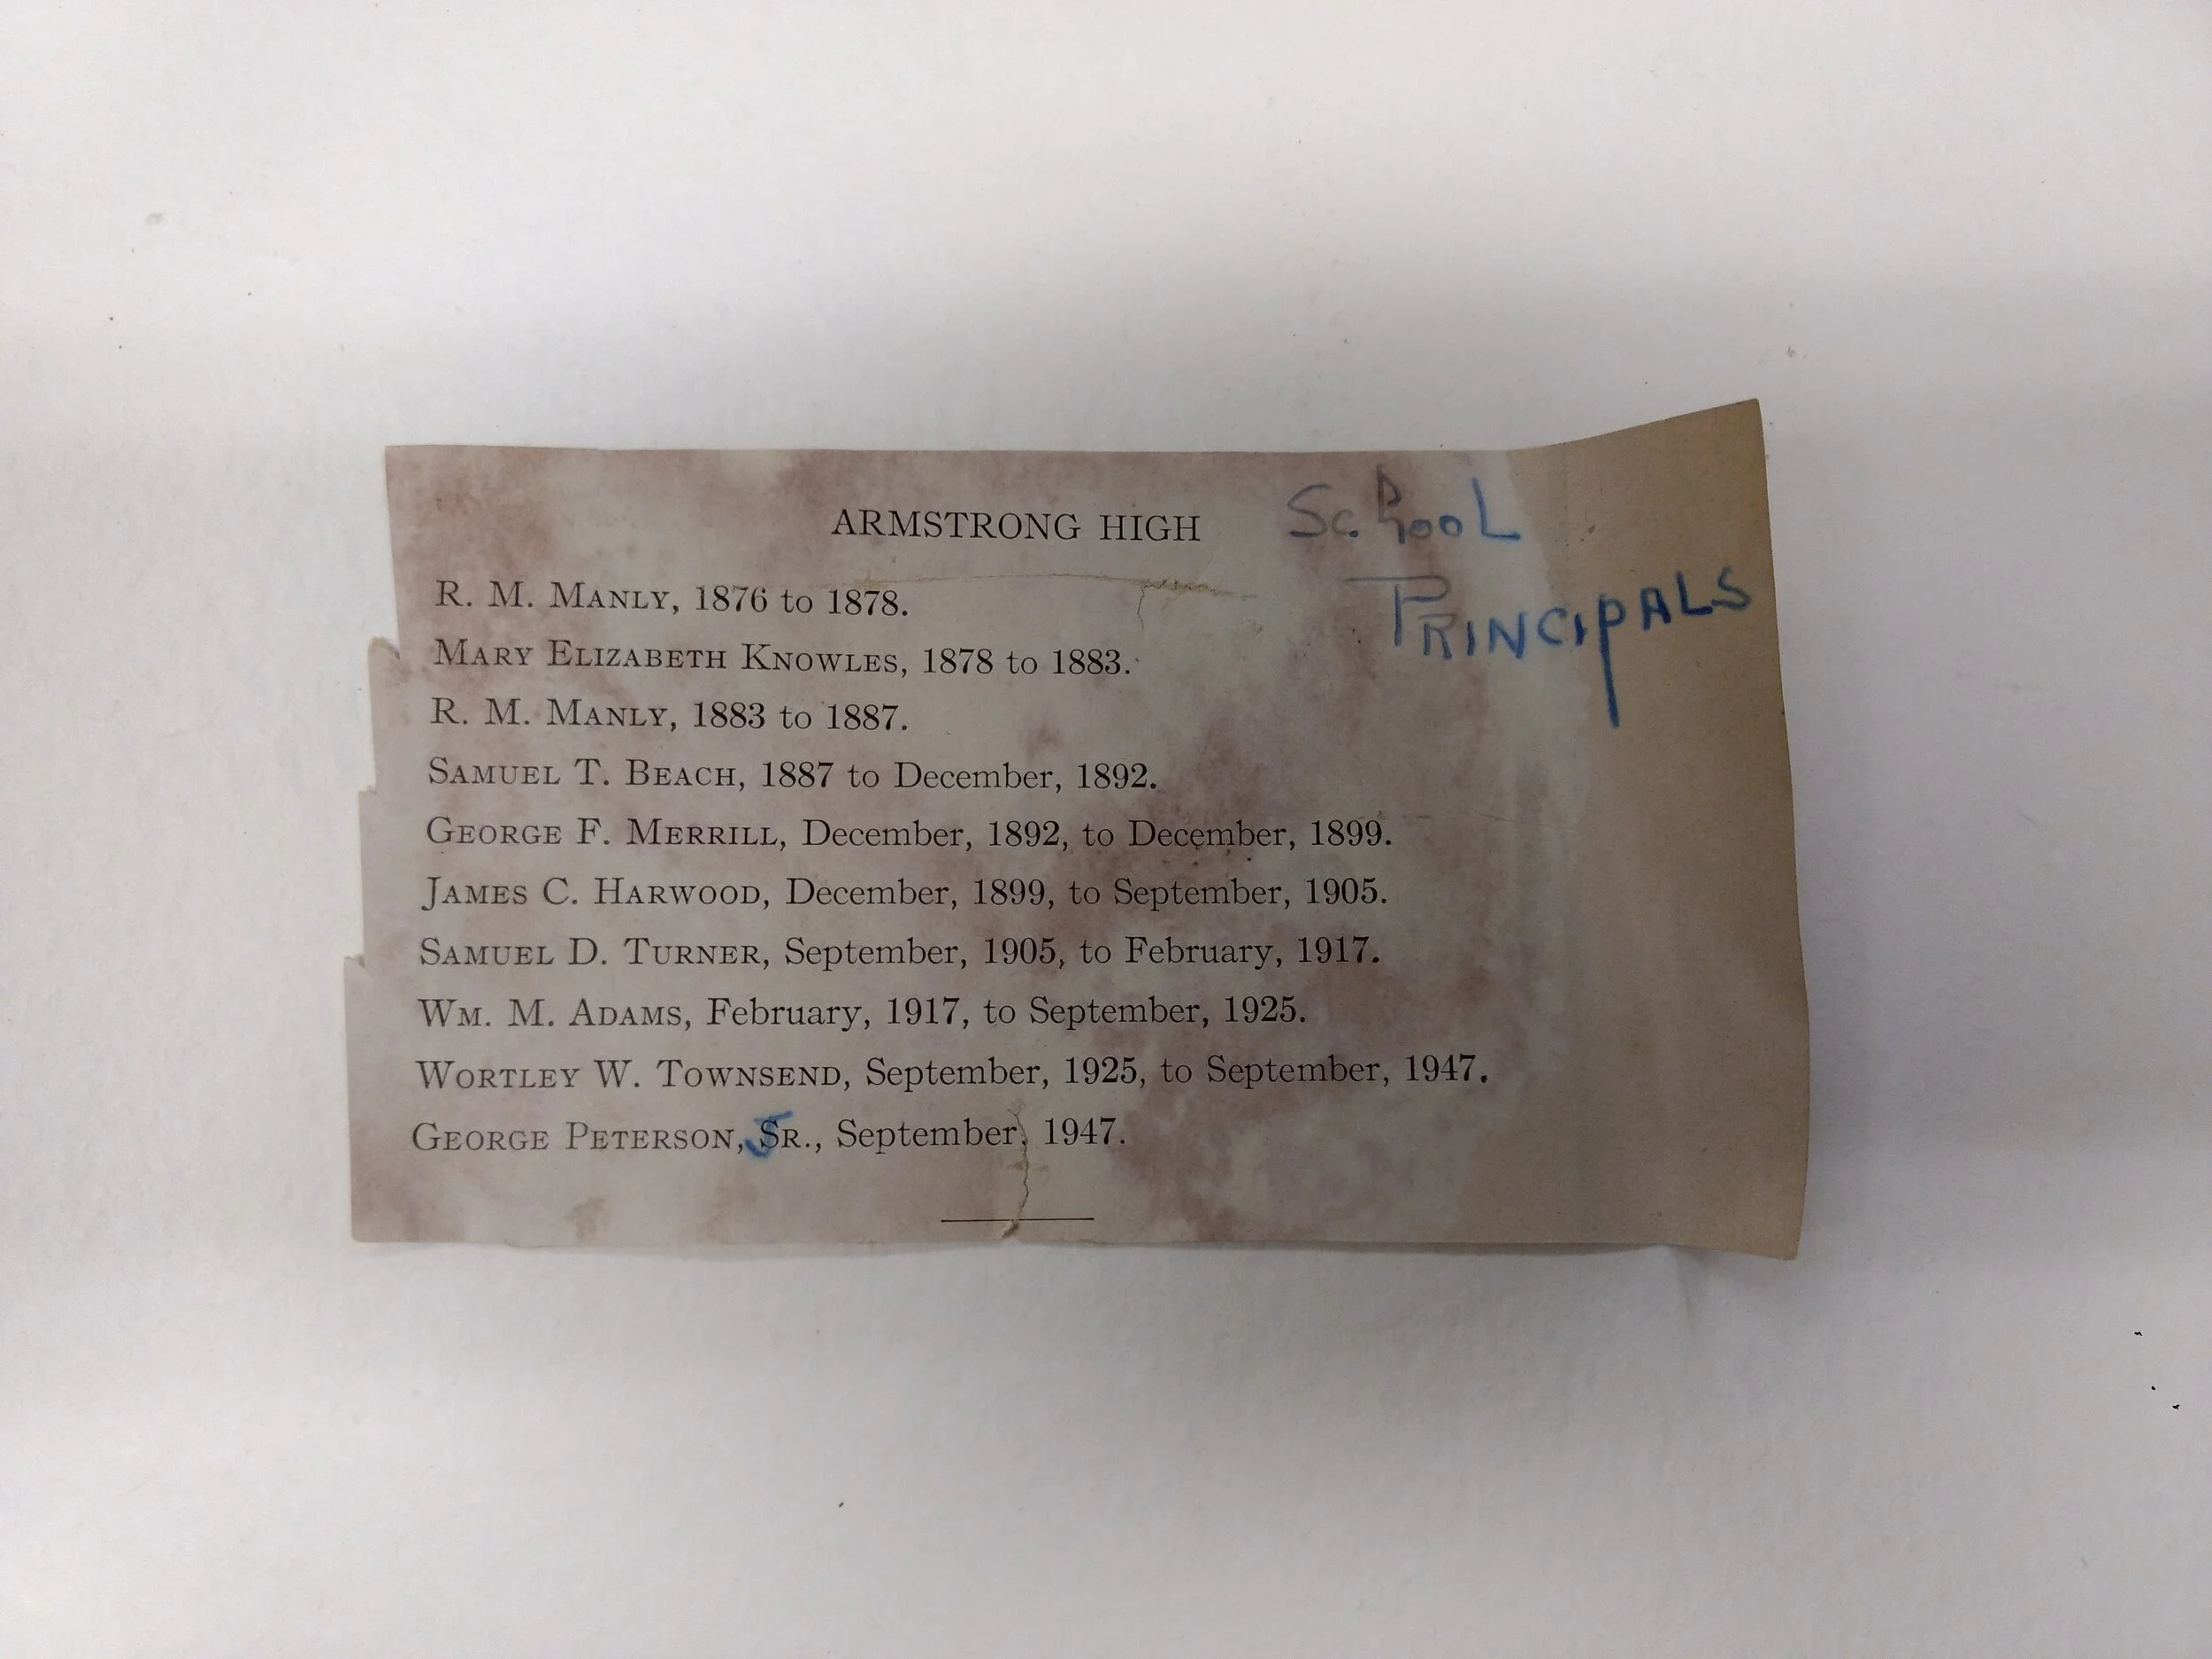 ARMSTRONG HIGH School
PRINCIPALS
R. M. MANLY, 1876 to 1878.
MARY ELIZABETH KNOWLES, 1878 to 1883.
R. M. MANLY, 1883 to 1887.
SAMUEL T. BEACH, 1887 to December, 1892.
GEORGE F. MERRILL, December, 1892, to December, 1899.
JAMES C. HARWOOD, December, 1899, to September, 1905.
SAMUEL D. TURNER, September, 1905, to February, 1917.
WM. M. ADAMS, February, 1917, to September, 1925.
WORTLEY W. TOWNSEND, September, 1925, to September, 1947.
GEORGE PETERSON, JR., September, 1947.